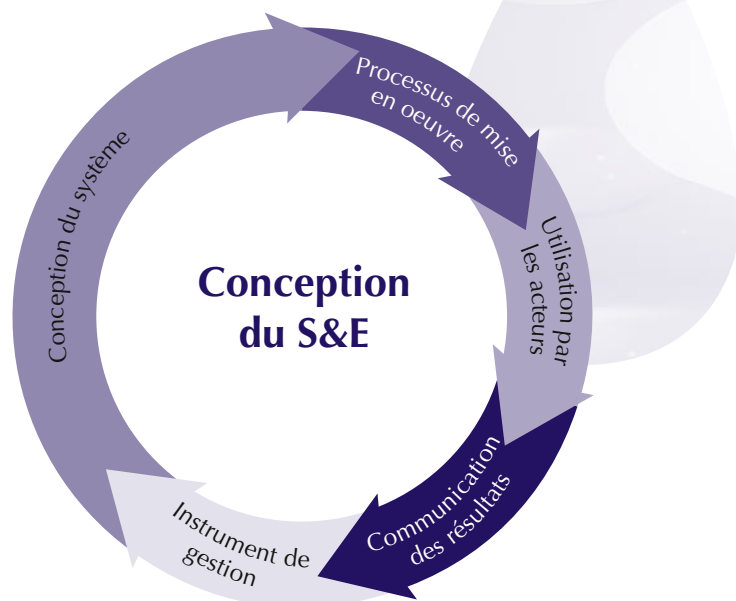 Conception
du S&E
Conception du système
Processus de mise
en oeuvre
Utilisation par
les acteurs
Communication
des résultats
Instrument de
gestion